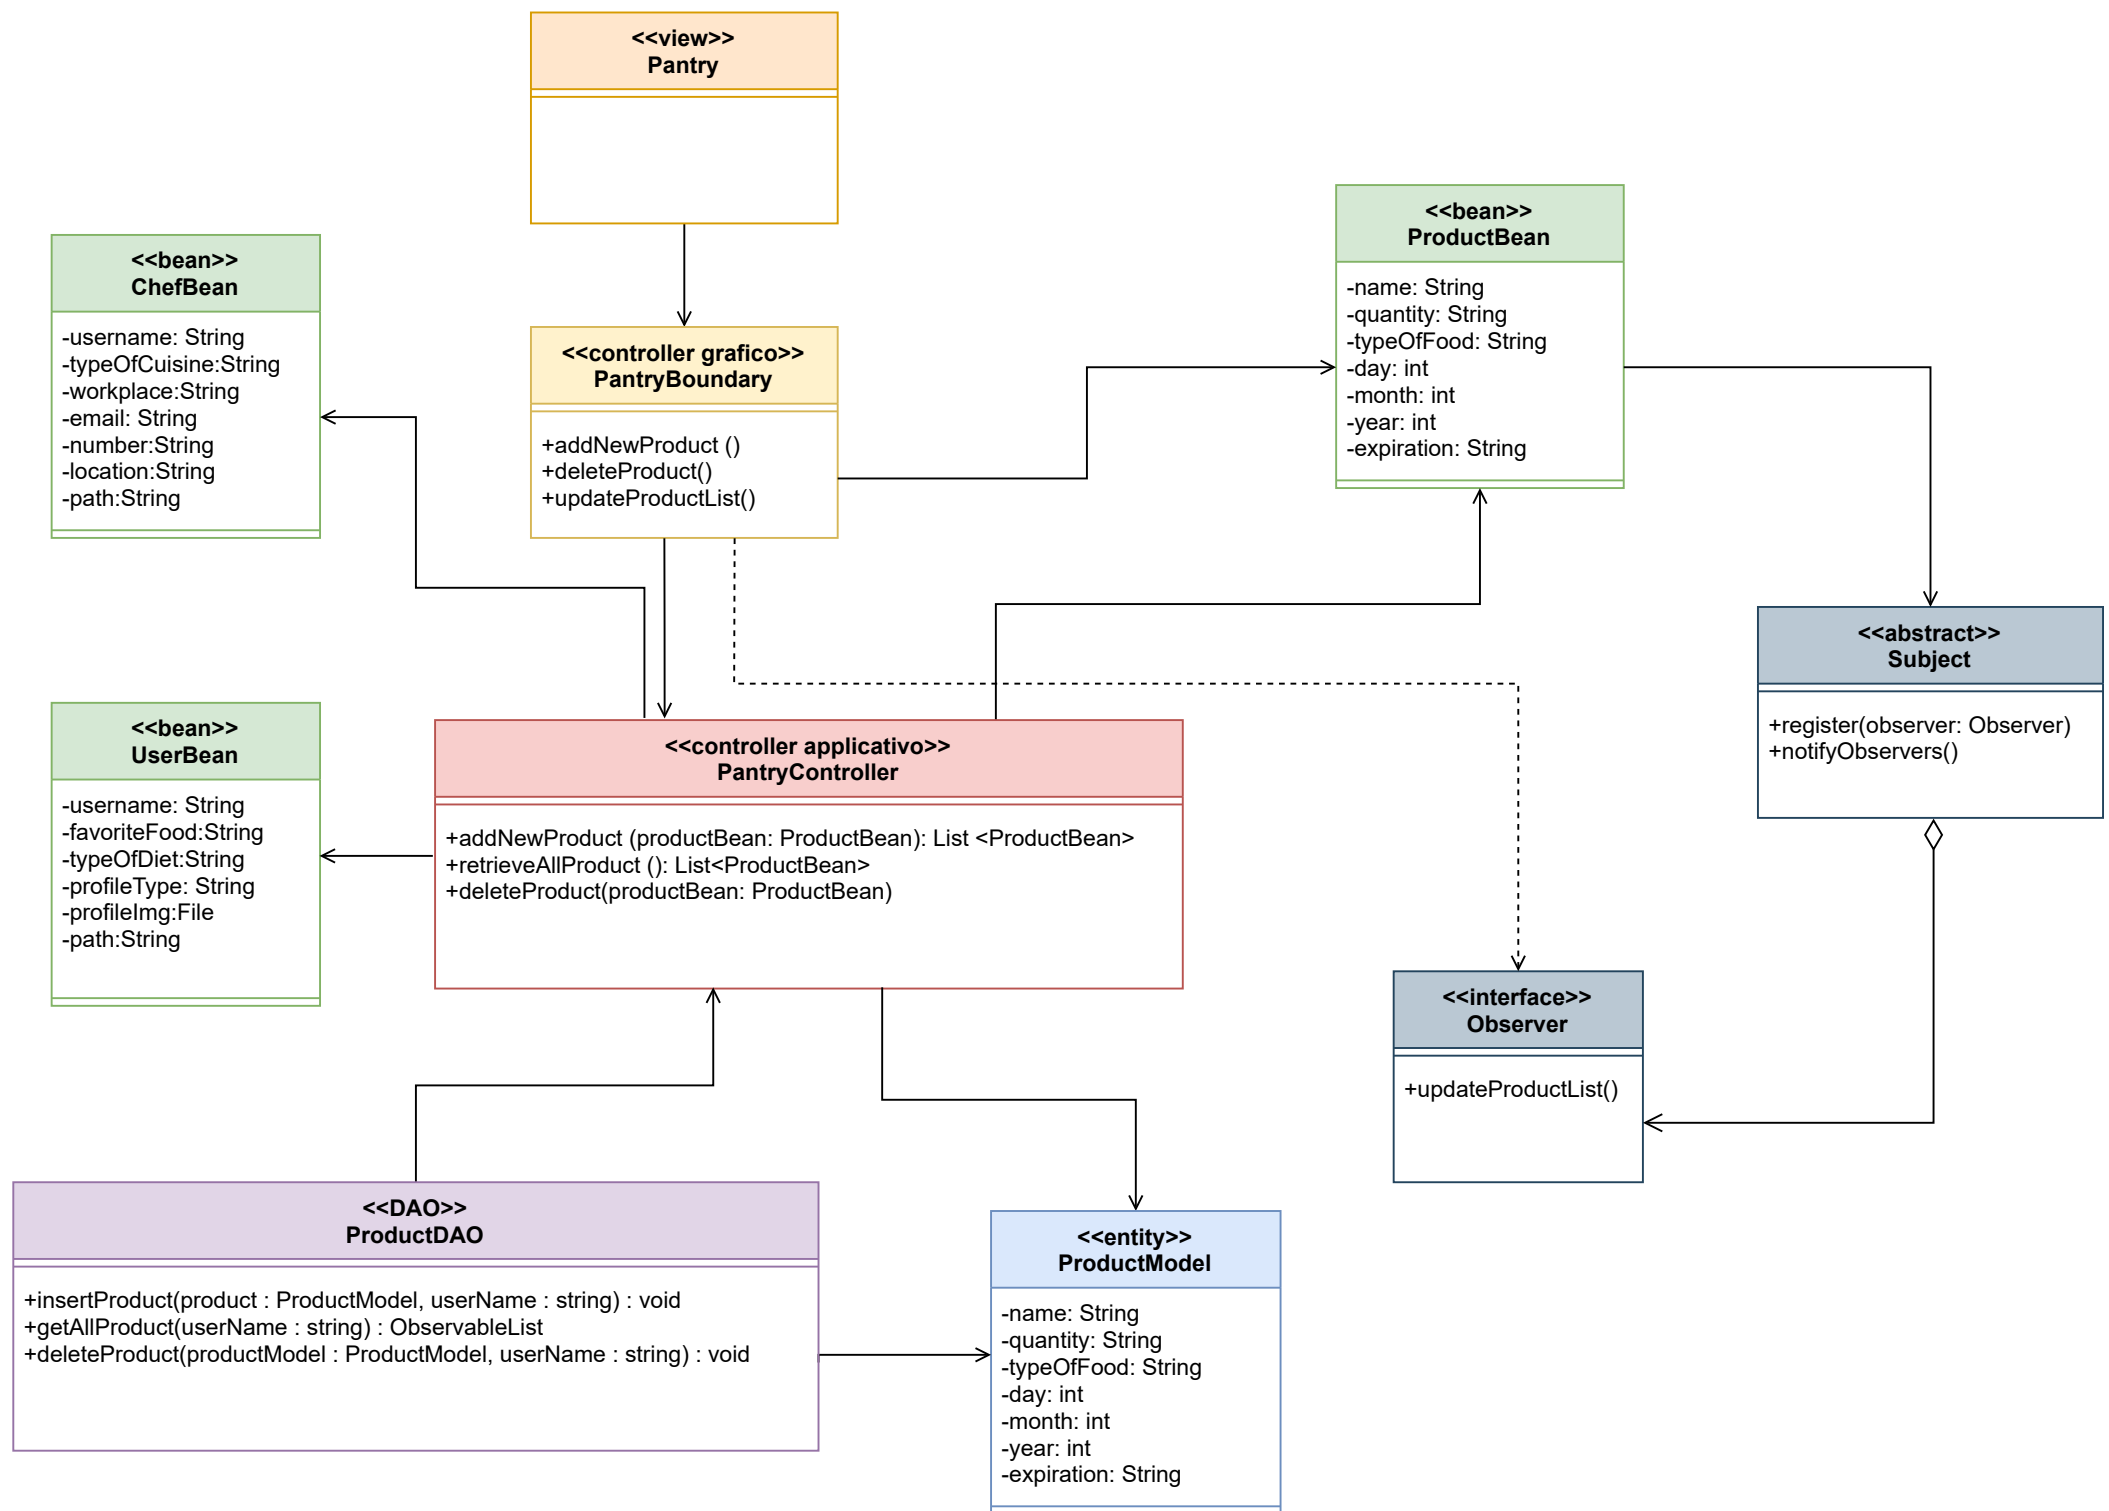 <<view>>
Pantry
<<bean>>
ChefBean
-username: String
-typeOfCuisine:String
-workplace:String
-email: String
-number:String
-location:String
-path:String
<<controller grafico>>
PantryBoundary
+addNewProduct ()
+deleteProduct()
+updateProductList()
<<bean>>
ProductBean
-name: String
-quantity: String
-typeOfFood: String
-day: int
-month: int
-year: int
-expiration: String
<<abstract>>
Subject
+register(observer: Observer)
+notifyObservers()
<<bean>>
UserBean
-username: String
-favoriteFood:String
-typeOfDiet:String
-profileType: String
-profileImg:File
-path:String
<<controller applicativo>>
PantryController
+addNewProduct (productBean: ProductBean): List <ProductBean>
+retrieveAllProduct (): List<ProductBean>
+deleteProduct(productBean: ProductBean)
<<interface>>
Observer
+updateProductList()
<<DAO>>
ProductDAO
+insertProduct(product : ProductModel, userName : string) : void
+getAllProduct(userName : string) : ObservableList
+deleteProduct(productModel : ProductModel, userName : string) : void
<<entity>>
ProductModel
-name: String
-quantity: String
-typeOfFood: String
-day: int
-month: int
-year: int
-expiration: String